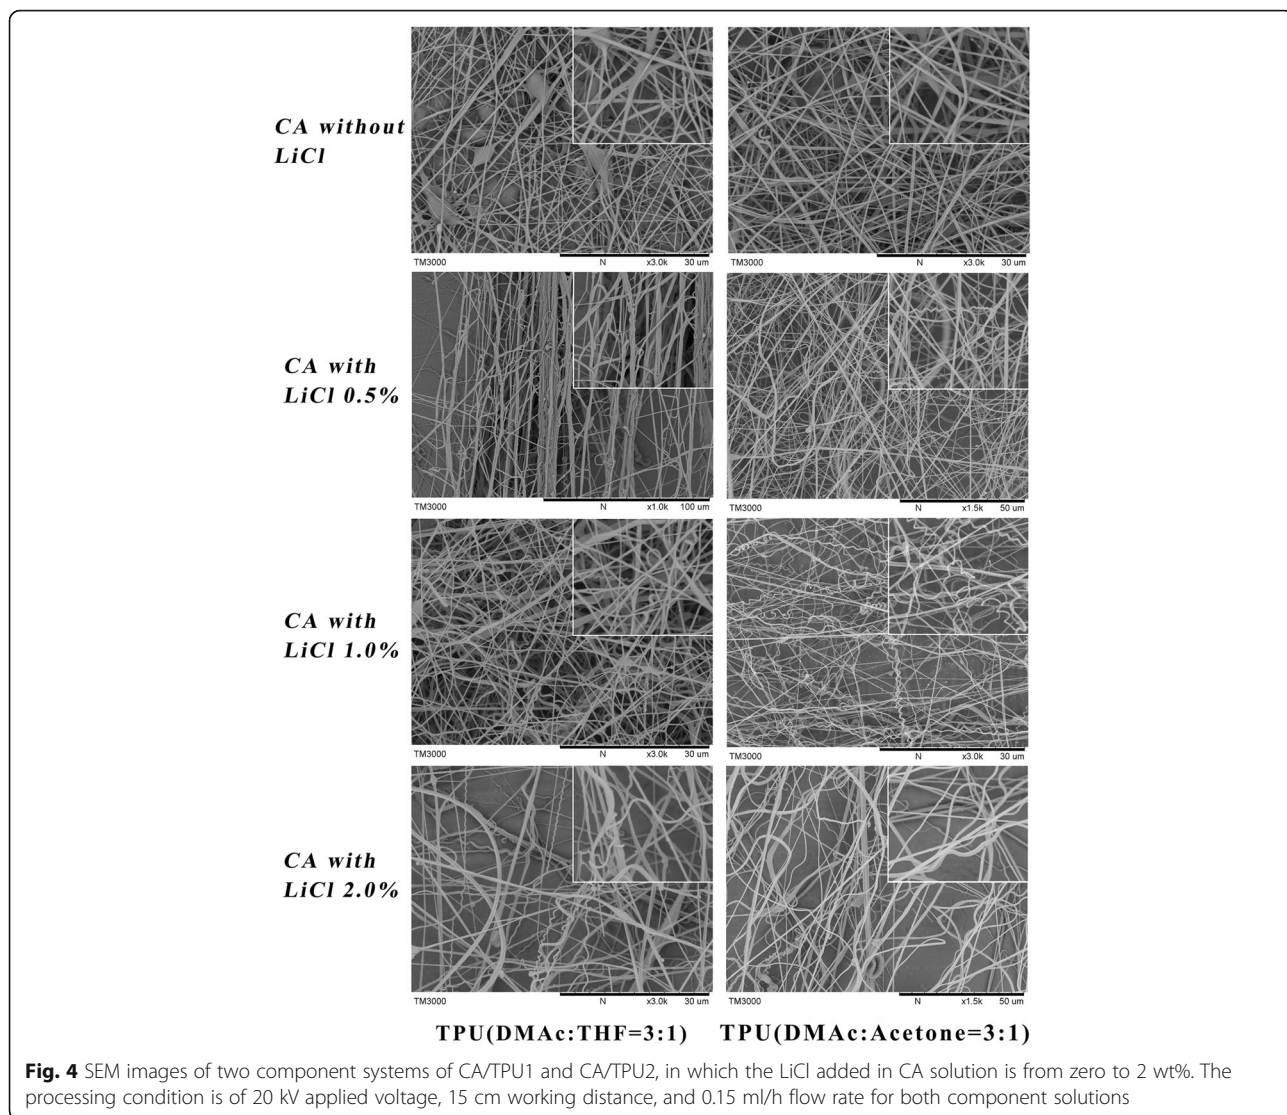 CA without
LiCl
TM3000 N x3.0k 30 um
TM3000 N x3.0k 30 um
CA with
LiCl 0.5%
TM3000 N x1.0k 100 um
TM3000 N x1.5k 50 um
CA with
LiCl 1.0%
TM3000 N x3.0k 30 um
TM3000 N x3.0k 30 um
CA with
LiCl 2.0%
TM3000 N x3.0k 30 um
TM3000 N x1.5k 50 um
TPU(DMAc:THF=3:1) TPU(DMAc:Acetone=3:1)
Fig. 4 SEM images of two component systems of CA/TPU1 and CA/TPU2, in which the LiCl added in CA solution is from zero to 2 wt%. The
processing condition is of 20 kV applied voltage, 15 cm working distance, and 0.15 ml/h flow rate for both component solutions